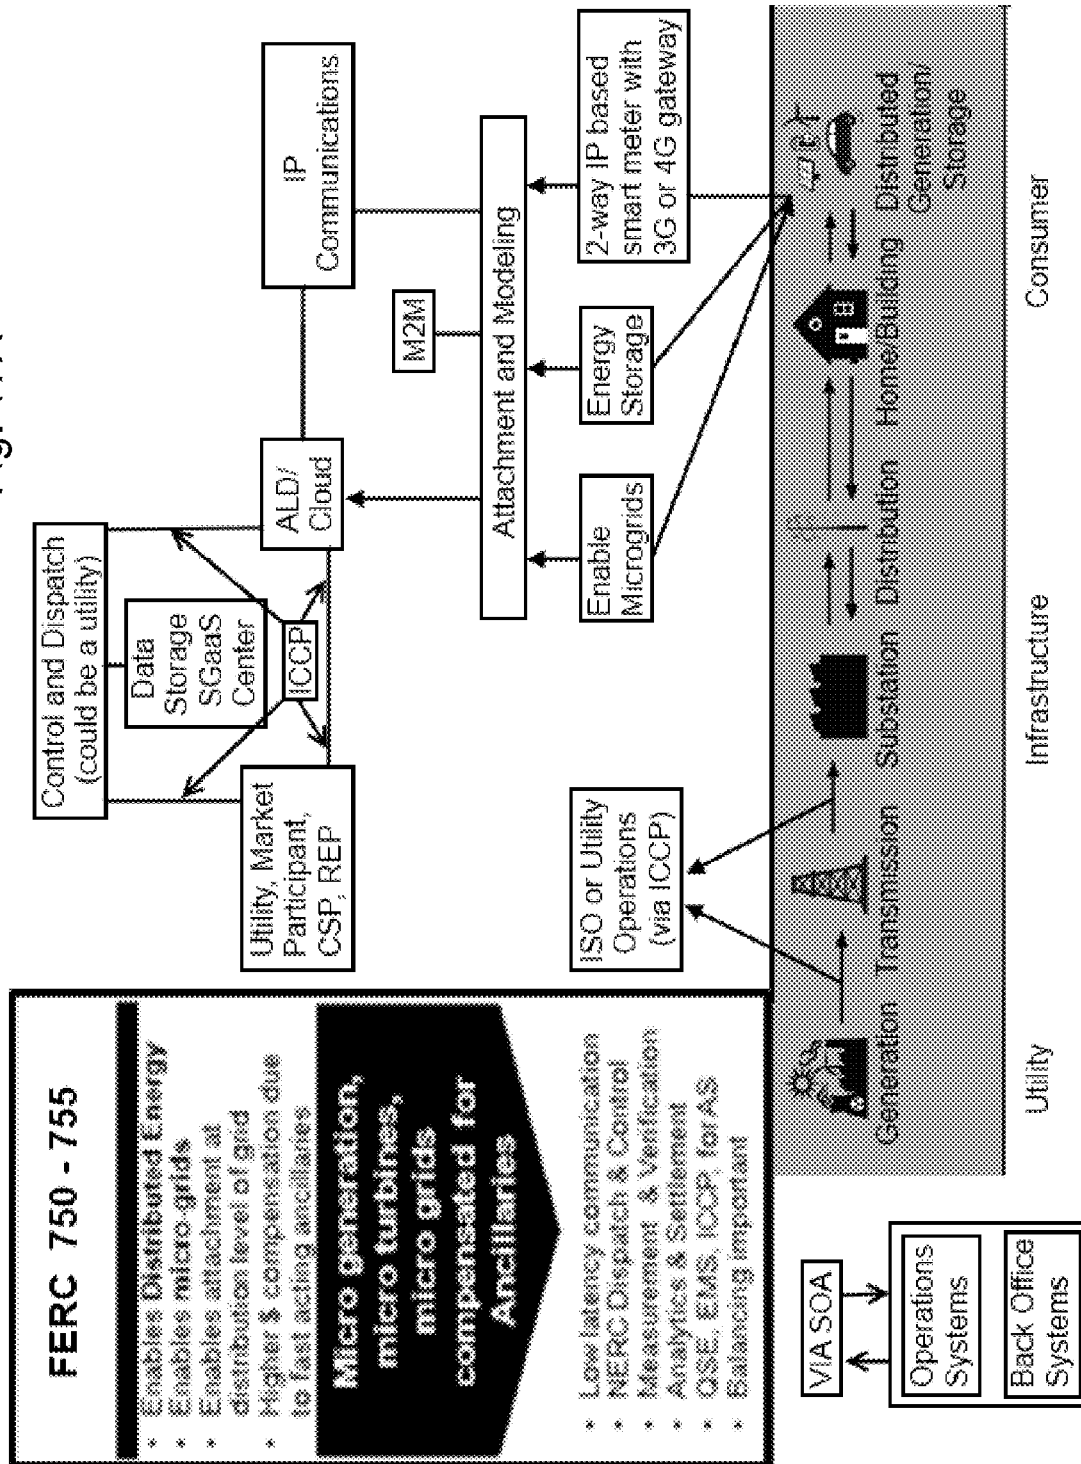 FERC 750 - 755
• Enables Distributed Energy
• Enables micro-grids
• Enables attachment at
distribution level of grid
• Higher $ compensation due
to fast acting ancillaries
Micro generation,
micro turbines,
micro grids
compensated for
Ancillaries
• Low latency communication
• NERC Dispatch & Control
• Measurement & Verification
• Analytics & Settlement
• QSE, EMS, ICCP, for AS
• Balancing important
Control and Dispatch
(could be a utility)
Data
Storage
SGaaS
Center
ICCP
Utility, Market
Participant,
CSP, REP
ALD/
Cloud
IP
Communications
M2M
Attachment and Modeling
ISO or Utility
Operations
(via ICCP)
Enable
Microgrids
Energy
Storage
2-way IP based
smart meter with
3G or 4G gateway
Generation Transmission Substation Distribution Home/Building Distributed
Generation/
Storage
Utility Infrastructure Consumer
VIA SOA
Operations
Systems
Back Office
Systems